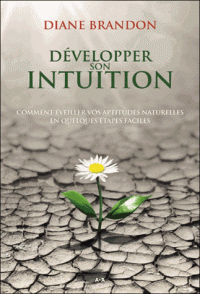 DIANE BRANDON
DÉVELOPPER
SON
INTUITION
COMMENT ÉVEILLER VOS APTITUDES NATURELLES
EN QUELQUES ÉTAPES FACILES